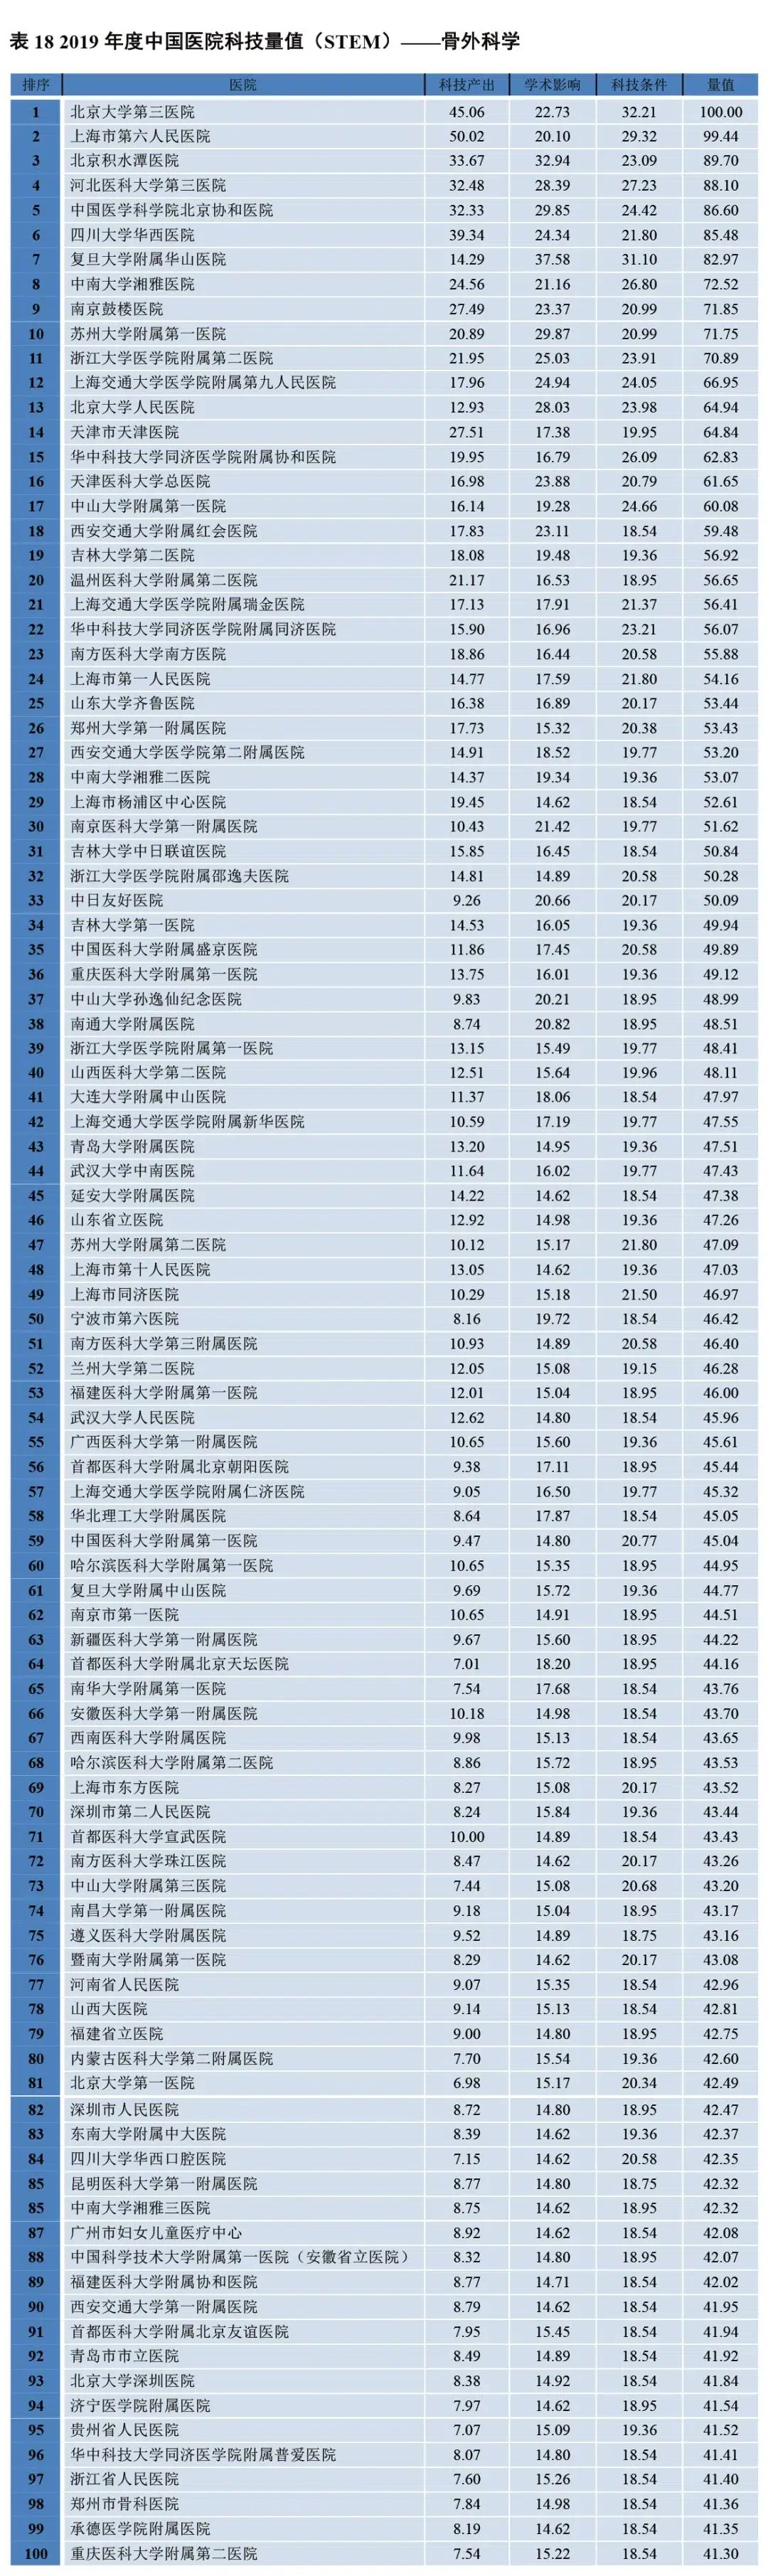 表 18 2019 年度中国医院科技量值（STEM）——骨外科学
排序 医院 科技产出 学术影响 科技条件 量值
1 北京大学第三医院 45.06 22.73 32.21 100.00
2 上海市第六人民医院 50.02 20.10 29.32 99.44
3 北京积水潭医院 33.67 32.94 23.09 89.70
4 河北医科大学第三医院 32.48 28.39 27.23 88.10
5 中国医学科学院北京协和医院 32.33 29.85 24.42 86.60
6 四川大学华西医院 39.34 24.34 21.80 85.48
7 复旦大学附属华山医院 14.29 37.58 31.10 82.97
8 中南大学湘雅医院 24.56 21.16 26.80 72.52
9 南京鼓楼医院 27.49 23.37 20.99 71.85
10 苏州大学附属第一医院 20.89 29.87 20.99 71.75
11 浙江大学医学院附属第二医院 21.95 25.03 23.91 70.89
12 上海交通大学医学院附属第九人民医院 17.96 24.94 24.05 66.95
13 北京大学人民医院 12.93 28.03 23.98 64.94
14 天津市天津医院 27.51 17.38 19.95 64.84
15 华中科技大学同济医学院附属协和医院 19.95 16.79 26.09 62.83
16 天津医科大学总医院 16.98 23.88 20.79 61.65
17 中山大学附属第一医院 16.14 19.28 24.66 60.08
18 西安交通大学附属红会医院 17.83 23.11 18.54 59.48
19 吉林大学第二医院 18.08 19.48 19.36 56.92
20 温州医科大学附属第二医院 21.17 16.53 18.95 56.65
21 上海交通大学医学院附属瑞金医院 17.13 17.91 21.37 56.41
22 华中科技大学同济医学院附属同济医院 15.90 16.96 23.21 56.07
23 南方医科大学南方医院 18.86 16.44 20.58 55.88
24 上海市第一人民医院 14.77 17.59 21.80 54.16
25 山东大学齐鲁医院 16.38 16.89 20.17 53.44
26 郑州大学第一附属医院 17.73 15.32 20.38 53.43
27 西安交通大学医学院第二附属医院 14.91 18.52 19.77 53.20
28 中南大学湘雅二医院 14.37 19.34 19.36 53.07
29 上海市杨浦区中心医院 19.45 14.62 18.54 52.61
30 南京医科大学第一附属医院 10.43 21.42 19.77 51.62
31 吉林大学中日联谊医院 15.85 16.45 18.54 50.84
32 浙江大学医学院附属邵逸夫医院 14.81 14.89 20.58 50.28
33 中日友好医院 9.26 20.66 20.17 50.09
34 吉林大学第一医院 14.53 16.05 19.36 49.94
35 中国医科大学附属盛京医院 11.86 17.45 20.58 49.89
36 重庆医科大学附属第一医院 13.75 16.01 19.36 49.12
37 中山大学孙逸仙纪念医院 9.83 20.21 18.95 48.99
38 南通大学附属医院 8.74 20.82 18.95 48.51
39 浙江大学医学院附属第一医院 13.15 15.49 19.77 48.41
40 山西医科大学第二医院 12.51 15.64 19.96 48.11
41 大连大学附属中山医院 11.37 18.06 18.54 47.97
42 上海交通大学医学院附属新华医院 10.59 17.19 19.77 47.55
43 青岛大学附属医院 13.20 14.95 19.36 47.51
44 武汉大学中南医院 11.64 16.02 19.77 47.43
45 延安大学附属医院 14.22 14.62 18.54 47.38
46 山东省立医院 12.92 14.98 19.36 47.26
47 苏州大学附属第二医院 10.12 15.17 21.80 47.09
48 上海市第十人民医院 13.05 14.62 19.36 47.03
49 上海市同济医院 10.29 15.18 21.50 46.97
50 宁波市第六医院 8.16 19.72 18.54 46.42
51 南方医科大学第三附属医院 10.93 14.89 20.58 46.40
52 兰州大学第二医院 12.05 15.08 19.15 46.28
53 福建医科大学附属第一医院 12.01 15.04 18.95 46.00
54 武汉大学人民医院 12.62 14.80 18.54 45.96
55 广西医科大学第一附属医院 10.65 15.60 19.36 45.61
56 首都医科大学附属北京朝阳医院 9.38 17.11 18.95 45.44
57 上海交通大学医学院附属仁济医院 9.05 16.50 19.77 45.32
58 华北理工大学附属医院 8.64 17.87 18.54 45.05
59 中国医科大学附属第一医院 9.47 14.80 20.77 45.04
60 哈尔滨医科大学附属第一医院 10.65 15.35 18.95 44.95
61 复旦大学附属中山医院 9.69 15.72 19.36 44.77
62 南京市第一医院 10.65 14.91 18.95 44.51
63 新疆医科大学第一附属医院 9.67 15.60 18.95 44.22
64 首都医科大学附属北京天坛医院 7.01 18.20 18.95 44.16
65 南华大学附属第一医院 7.54 17.68 18.54 43.76
66 安徽医科大学第一附属医院 10.18 14.98 18.54 43.70
67 西南医科大学附属医院 9.98 15.13 18.54 43.65
68 哈尔滨医科大学附属第二医院 8.86 15.72 18.95 43.53
69 上海市东方医院 8.27 15.08 20.17 43.52
70 深圳市第二人民医院 8.24 15.84 19.36 43.44
71 首都医科大学宣武医院 10.00 14.89 18.54 43.43
72 南方医科大学珠江医院 8.47 14.62 20.17 43.26
73 中山大学附属第三医院 7.44 15.08 20.68 43.20
74 南昌大学第一附属医院 9.18 15.04 18.95 43.17
75 遵义医科大学附属医院 9.52 14.89 18.75 43.16
76 暨南大学附属第一医院 8.29 14.62 20.17 43.08
77 河南省人民医院 9.07 15.35 18.54 42.96
78 山西大医院 9.14 15.13 18.54 42.81
79 福建省立医院 9.00 14.80 18.95 42.75
80 内蒙古医科大学第二附属医院 7.70 15.54 19.36 42.60
81 北京大学第一医院 6.98 15.17 20.34 42.49
82 深圳市人民医院 8.72 14.80 18.95 42.47
83 东南大学附属中大医院 8.39 14.62 19.36 42.37
84 四川大学华西口腔医院 7.15 14.62 20.58 42.35
85 昆明医科大学第一附属医院 8.77 14.80 18.75 42.32
85 中南大学湘雅三医院 8.75 14.62 18.95 42.32
87 广州市妇女儿童医疗中心 8.92 14.62 18.54 42.08
88 中国科学技术大学附属第一医院（安徽省立医院） 8.32 14.80 18.95 42.07
89 福建医科大学附属协和医院 8.77 14.71 18.54 42.02
90 西安交通大学第一附属医院 8.79 14.62 18.54 41.95
91 首都医科大学附属北京友谊医院 7.95 15.45 18.54 41.94
92 青岛市市立医院 8.49 14.89 18.54 41.92
93 北京大学深圳医院 8.38 14.92 18.54 41.84
94 济宁医学院附属医院 7.97 14.62 18.95 41.54
95 贵州省人民医院 7.07 15.09 19.36 41.52
96 华中科技大学同济医学院附属普爱医院 8.07 14.80 18.54 41.41
97 浙江省人民医院 7.60 15.26 18.54 41.40
98 郑州市骨科医院 7.84 14.98 18.54 41.36
99 承德医学院附属医院 8.19 14.62 18.54 41.35
100 重庆医科大学附属第二医院 7.54 15.22 18.54 41.30